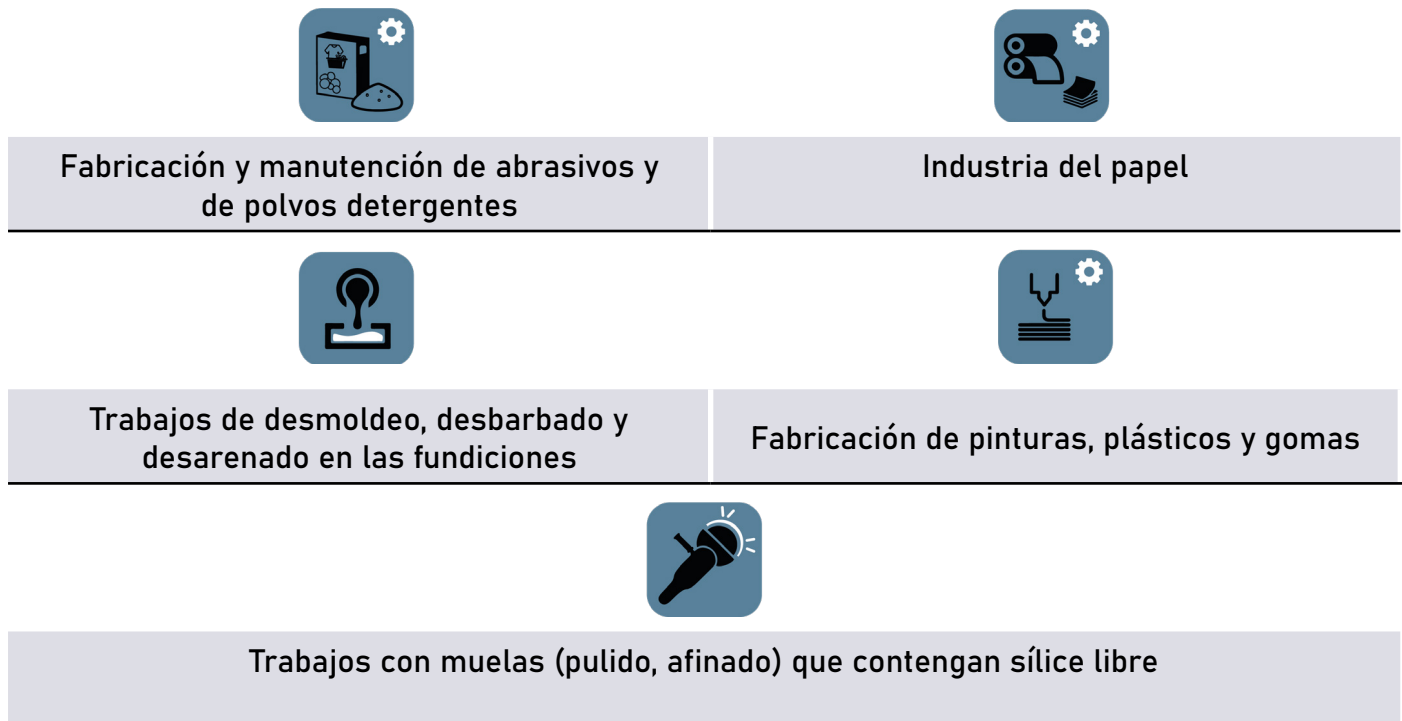 Fabricación y manutención de abrasivos y
de polvos detergentes
Industria del papel
Trabajos de desmoldeo, desbarbado y
desarenado en las fundiciones
Fabricación de pinturas, plásticos y gomas
Trabajos con muelas (pulido, afinado) que contengan sílice libre